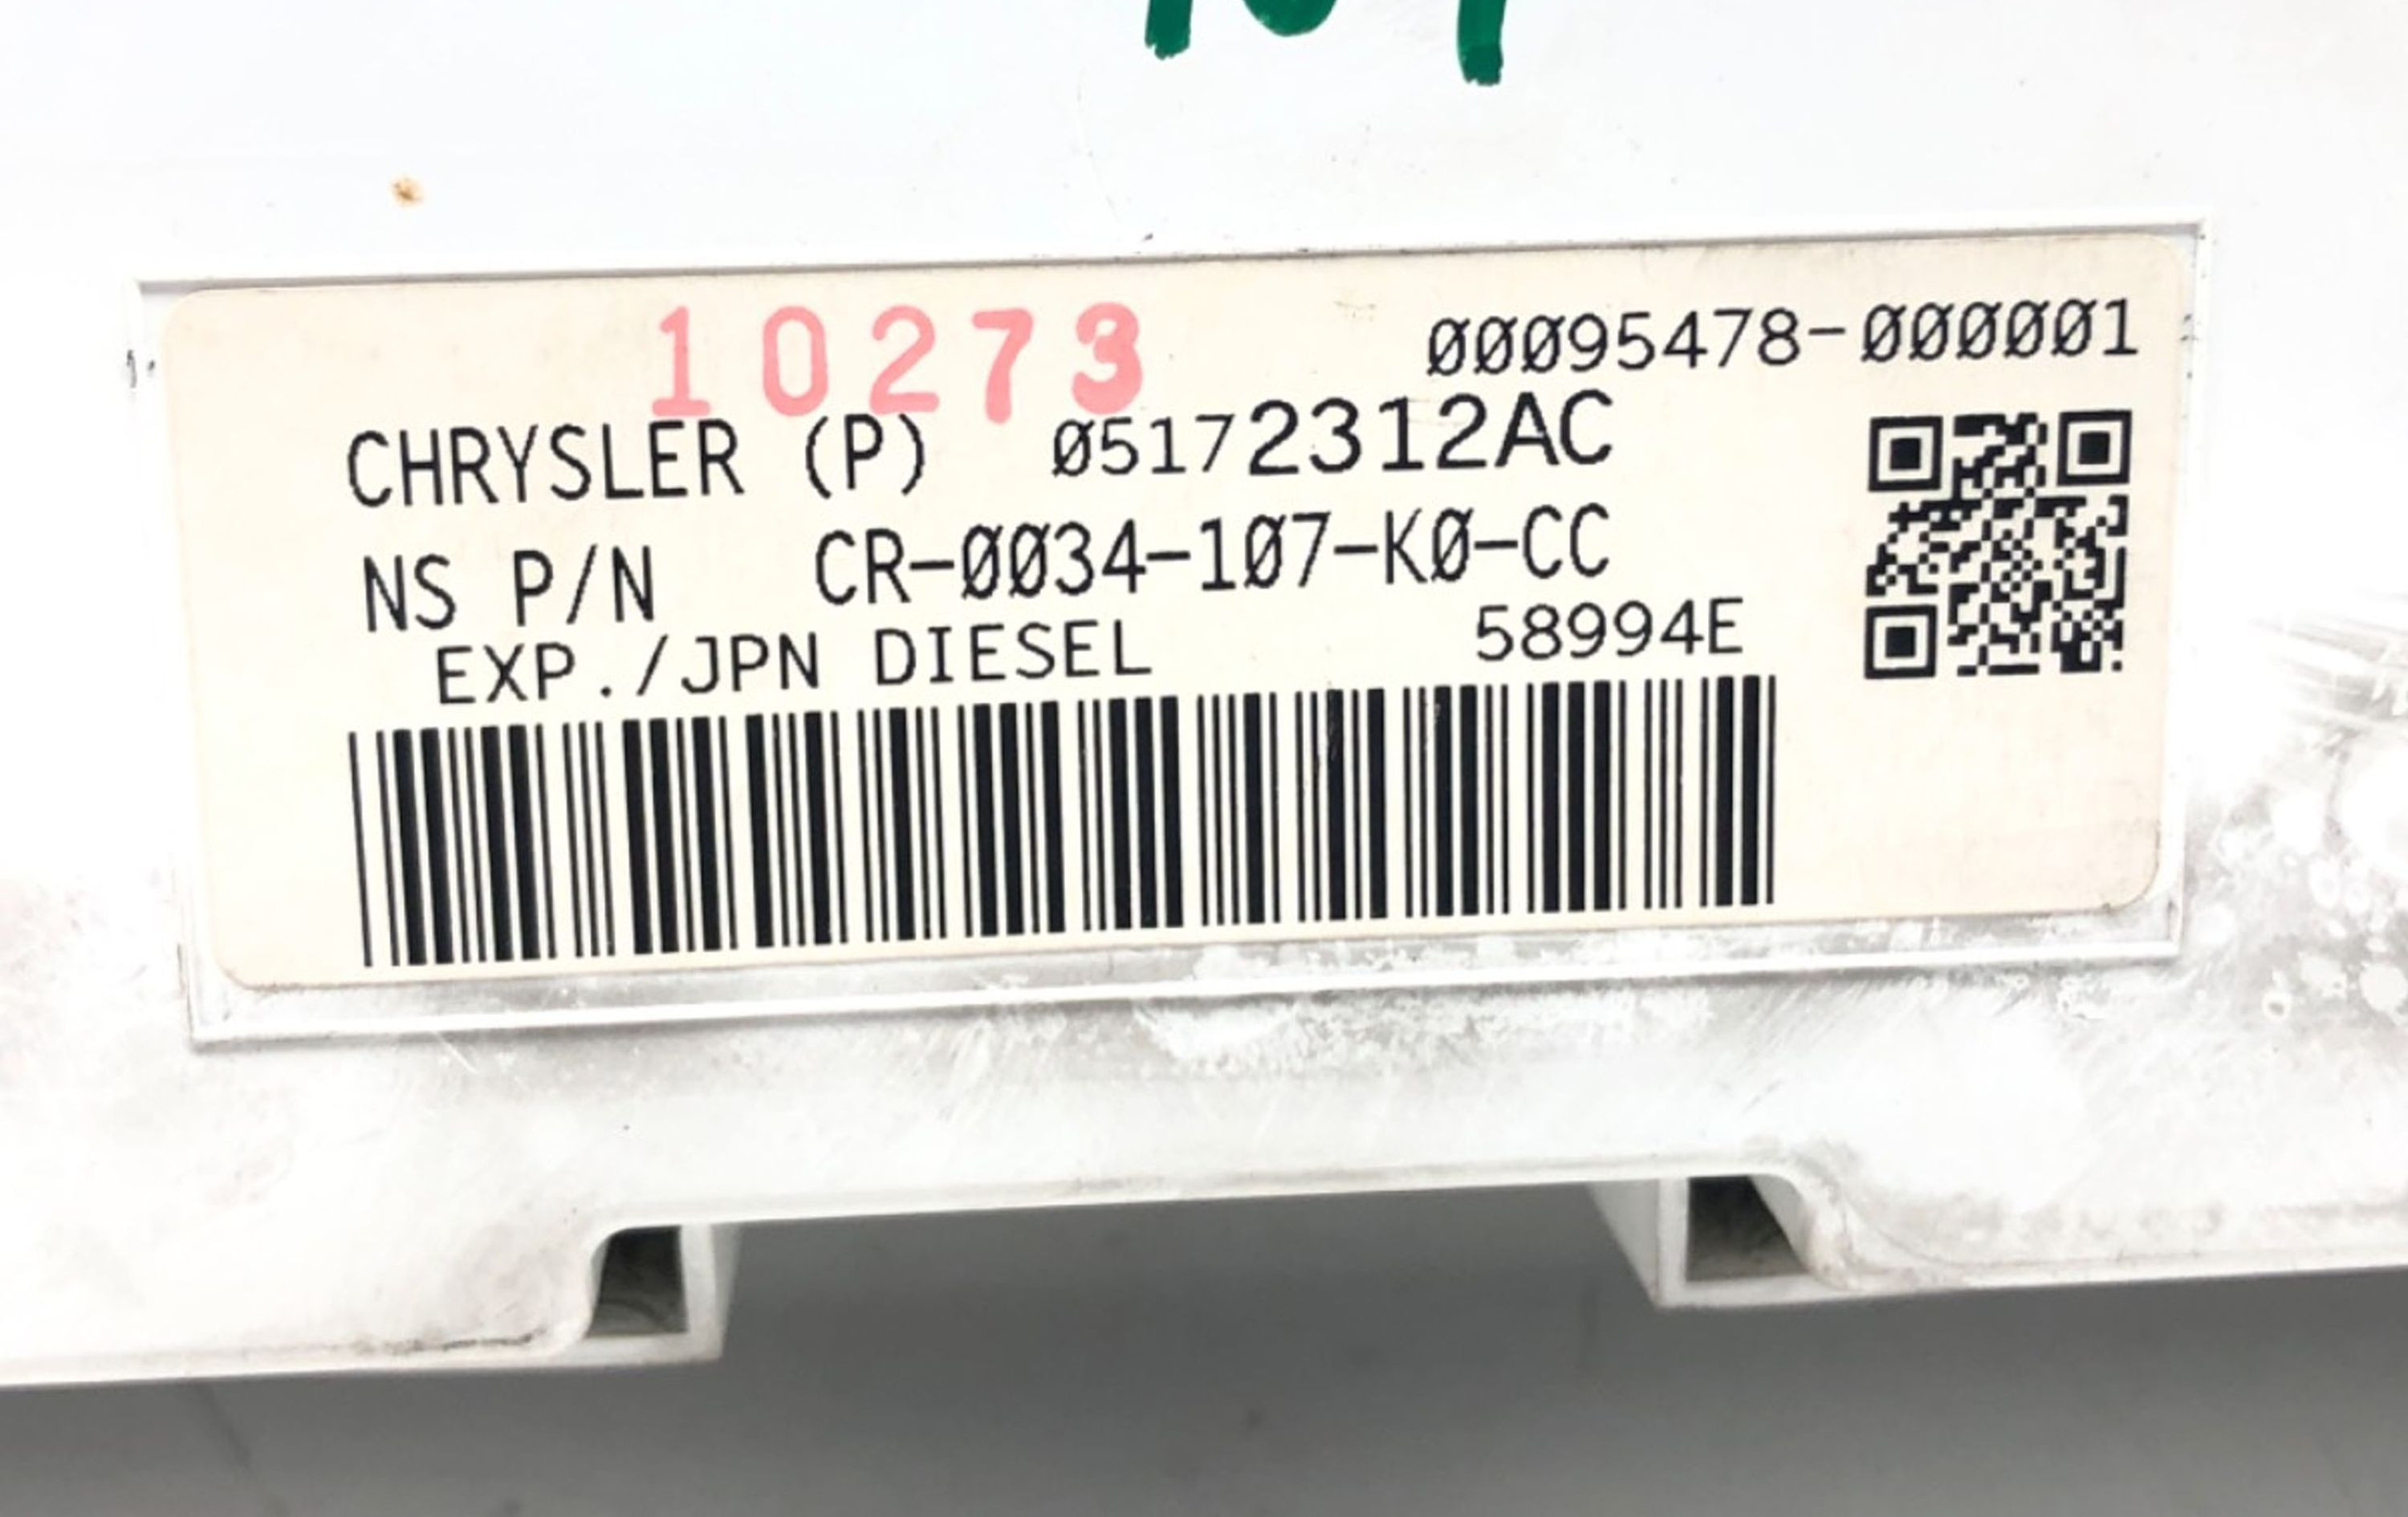 10273
00095478-000001
CHRYSLER (P) 05172312AC
NS P/N CR-0034-107-K0-CC
EXP./JPN DIESEL 58994E